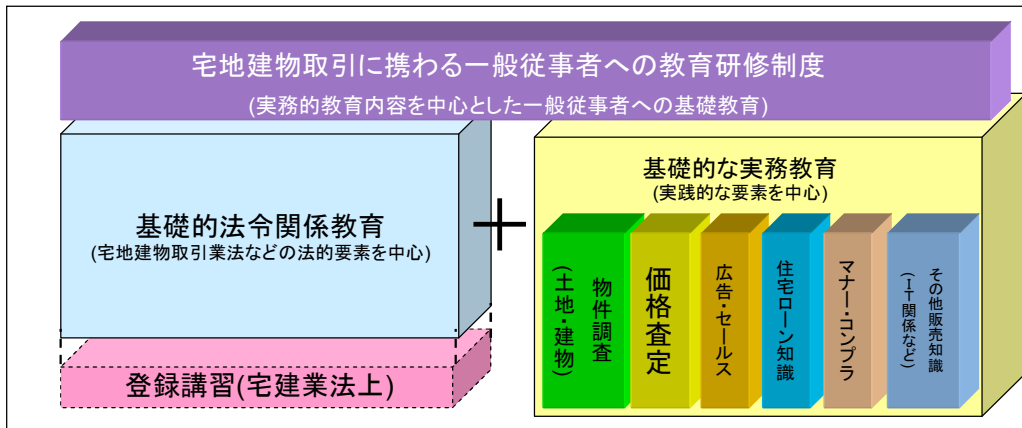 宅地建物取引に携わる一般従事者への教育研修制度
(実務的教育内容を中心とした一般従事者への基礎教育)
基礎的法令関係教育
(宅地建物取引業法などの法的要素を中心)
登録講習(宅建業法上)
+
基礎的な実務教育
(実践的な要素を中心)
物件調査
(土地・建物)
価格査定
広告・セールス
住宅ローン知識
マナー・コンプラ
その他販売知識
(IT関係など)